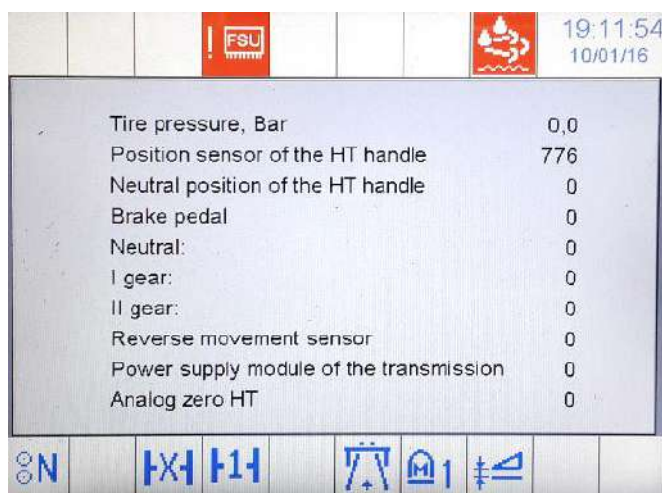 ! FSU
19:11:54
10/01/16
Tire pressure, Bar 0,0
Position sensor of the HT handle 776
Neutral position of the HT handle 0
Brake pedal 0
Neutral: 0
I gear: 0
II gear: 0
Reverse movement sensor 0
Power supply module of the transmission 0
Analog zero HT 0
N X 1 M 1